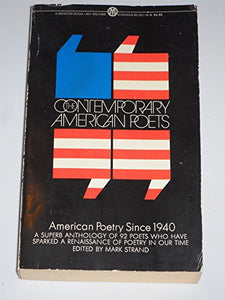 A MENTOR BOOK
THE
CONTEMPORARY
AMERICAN POETS
American Poetry Since 1940
A SUPERB ANTHOLOGY OF 92 POETS WHO HAVE
SPARKED A RENAISSANCE OF POETRY IN OUR TIME
EDITED BY MARK STRAND